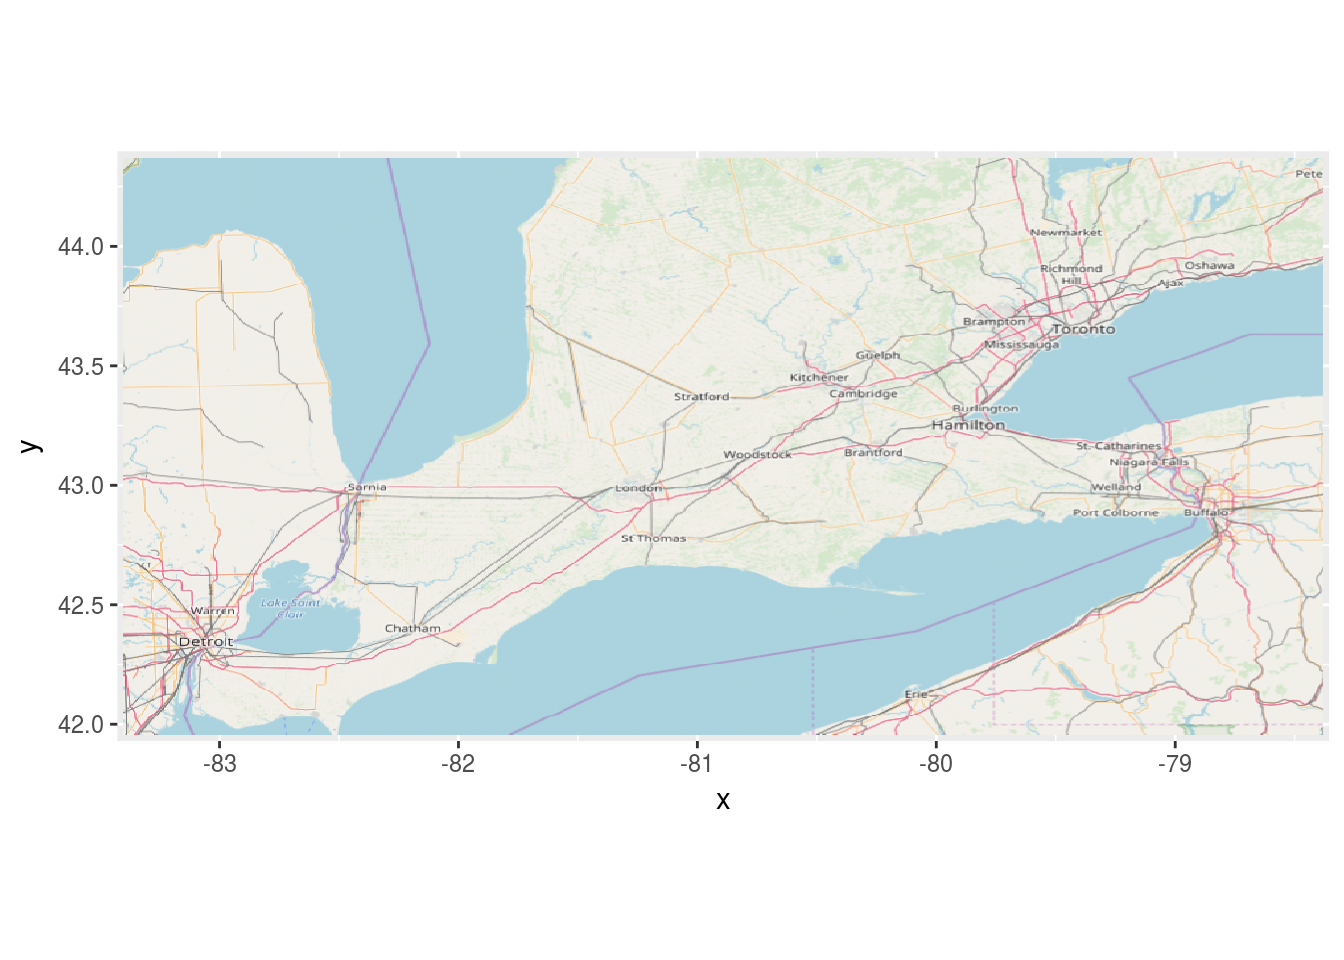 Pete
44.0
Newmarket
Richmond
Hill
Oshawa
Ajax
Brampton
Toronto
Mississauga
43.5
Guelph
Kitchener
Cambridge
Stratford
Burlington
Hamilton
St. Catharines
Woodstock
Brantford
Niagara Falls
43.0
Sarnia
London
Welland
Port Colborne
Buffalo
St Thomas
42.5
Lake Saint
Clair
Warren
Chatham
Detroit
Erie
42.0
-83
-82
-81
-80
-79
x
y